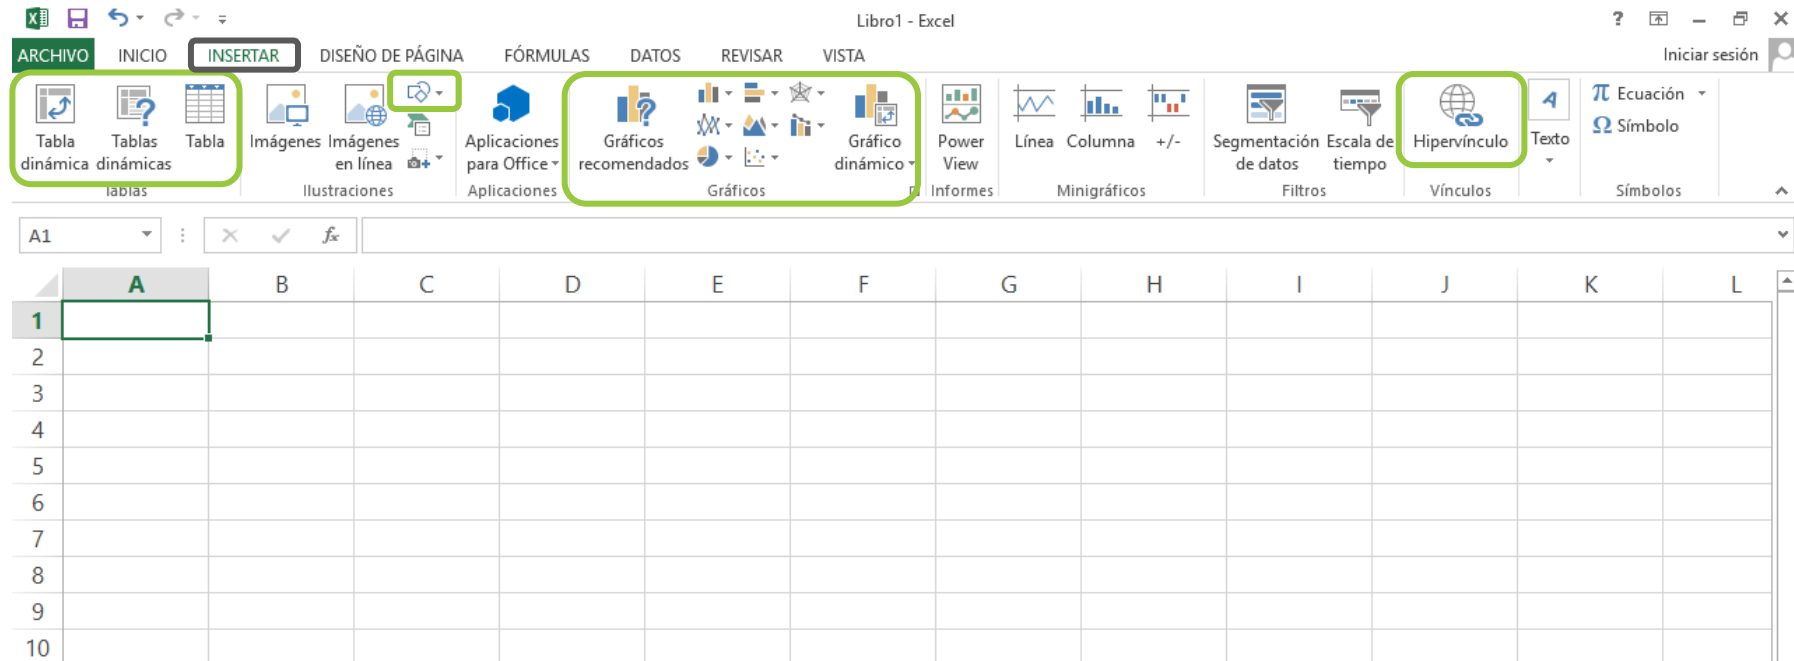 Libro1 - Excel
?
ARCHIVO INICIO INSERTAR DISEÑO DE PÁGINA FÓRMULAS DATOS REVISAR VISTA Iniciar sesión
Tabla dinámica
Tablas dinámicas
Tabla
Tablas
Imágenes
Imágenes en línea
Ilustraciones
Aplicaciones para Office
Aplicaciones
Gráficos recomendados
Gráfico dinámico
Gráficos
Power View
Informes
Línea
Columna
+/-
Minigráficos
Segmentación de datos
Escala de tiempo
Filtros
Hipervínculo
Vínculos
A
Texto
π Ecuación
Ω Símbolo
Símbolos
A1 fx
A B C D E F G H I J K L
1
2
3
4
5
6
7
8
9
10